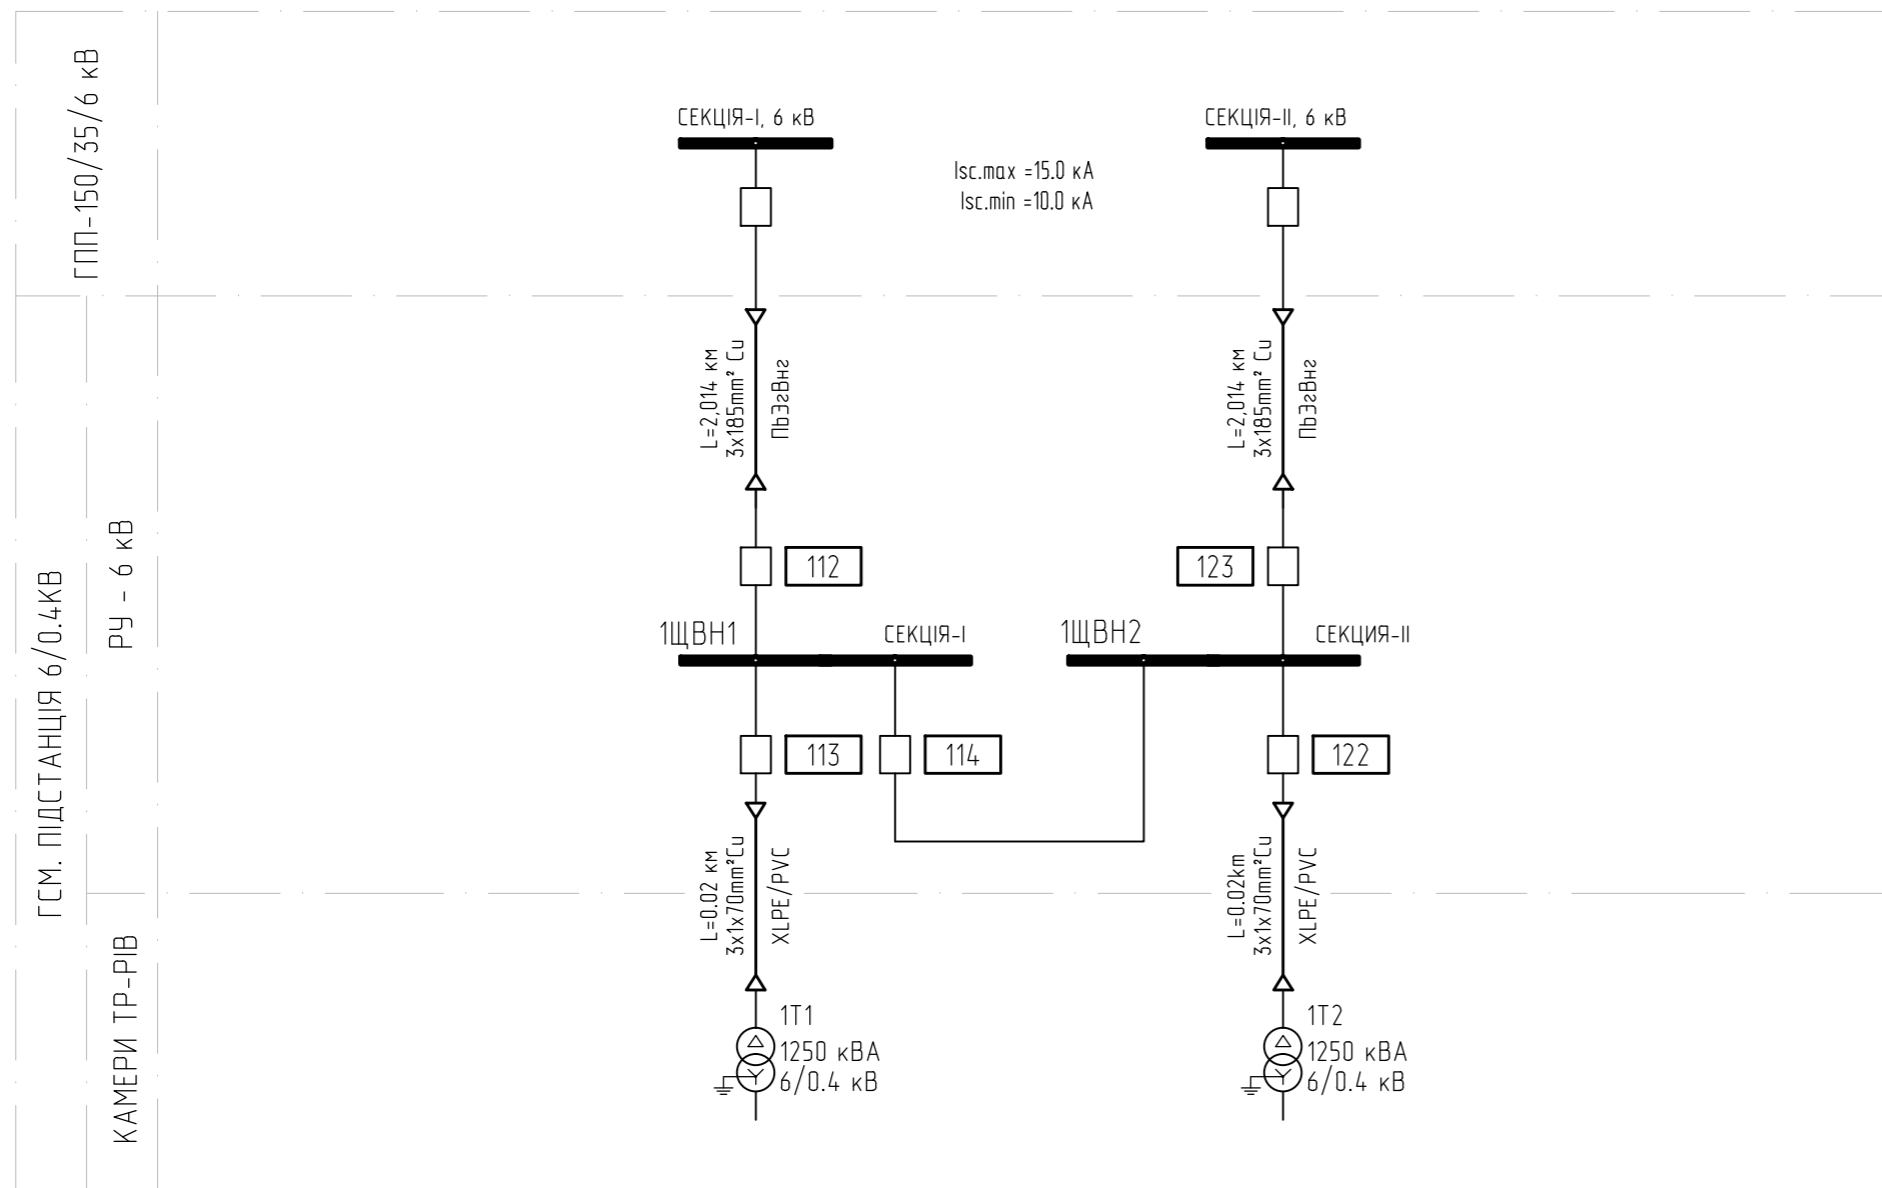 ГПП-150/35/6 кВ
СЕКЦІЯ-I, 6 кВ
СЕКЦІЯ-II, 6 кВ
Isc.max =15.0 кА
Isc.min =10.0 кА
ГСМ. ПІДСТАНЦІЯ 6/0.4КВ
РУ - 6 кВ
L=2,014 км
3х185mm² Cu
ПбЭгВнг
L=2,014 км
3х185mm² Cu
ПбЭгВнг
112
123
1ЩВН1
СЕКЦІЯ-I
1ЩВН2
СЕКЦИЯ-II
113
114
122
L=0.02 км
3х1х70mm²Cu
XLPE/PVC
L=0.02km
3х1х70mm²Cu
XLPE/PVC
КАМЕРИ ТР-РІВ
1Т1
1250 кВА
6/0.4 кВ
1Т2
1250 кВА
6/0.4 кВ